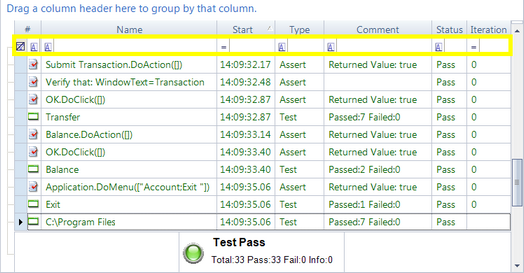 Drag a column header here to group by that column.
# Name Start Type Comment Status Iteration
= =
Submit Transaction.DoAction([]) 14:09:32.17 Assert Returned Value: true Pass 0
Verify that: WindowText=Transaction 14:09:32.48 Assert Pass 0
OK.DoClick([]) 14:09:32.87 Assert Returned Value: true Pass 0
Transfer 14:09:32.87 Test Passed:7 Failed:0 Pass 0
Balance.DoAction([]) 14:09:33.14 Assert Returned Value: true Pass 0
OK.DoClick([]) 14:09:33.40 Assert Returned Value: true Pass 0
Balance 14:09:33.40 Test Passed:2 Failed:0 Pass 0
Application.DoMenu(["Account:Exit "]) 14:09:35.06 Assert Returned Value: true Pass 0
Exit 14:09:35.06 Test Passed:1 Failed:0 Pass 0
C:\Program Files 14:09:35.06 Test Passed:7 Failed:0 Pass 0
Test Pass
Total:33 Pass:33 Fail:0 Info:0